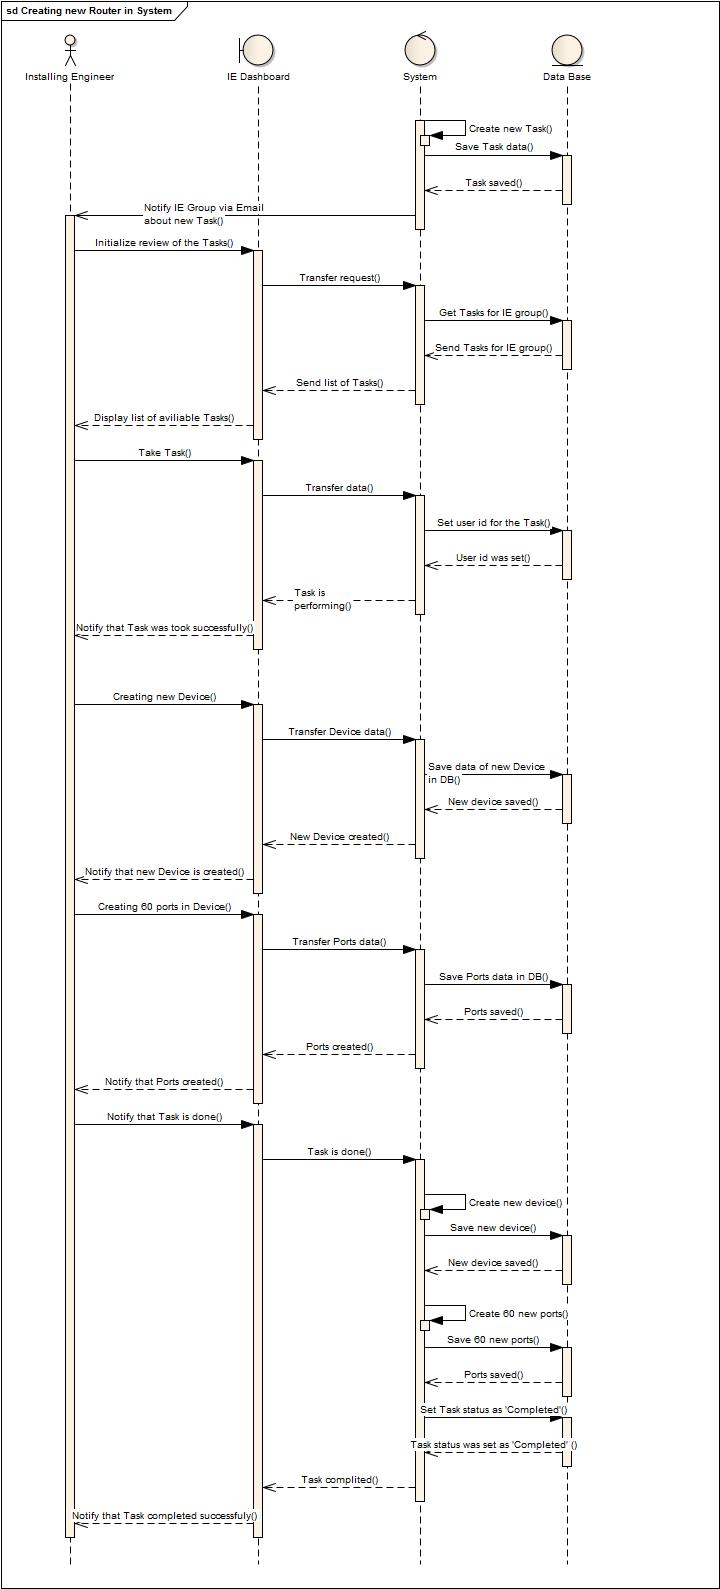 sd Creating new Router in System
Installing Engineer
IE Dashboard
System
Data Base
Create new Task()
Save Task data()
Task saved()
Notify IE Group via Email
about new Task()
Initialize review of the Tasks()
Transfer request()
Get Tasks for IE group()
Send Tasks for IE group()
Send list of Tasks()
Display list of aviliable Tasks()
Take Task()
Transfer data()
Set user id for the Task()
User id was set()
Task is
performing()
Notify that Task was took successfully()
Creating new Device()
Transfer Device data()
Save data of new Device
in DB()
New device saved()
New Device created()
Notify that new Device is created()
Creating 60 ports in Device()
Transfer Ports data()
Save Ports data in DB()
Ports saved()
Ports created()
Notify that Ports created()
Notify that Task is done()
Task is done()
Create new device()
Save new device()
New device saved()
Create 60 new ports()
Save 60 new ports()
Ports saved()
Set Task status as 'Completed'()
Task status was set as 'Completed' ()
Task complited()
Notify that Task completed successfuly()